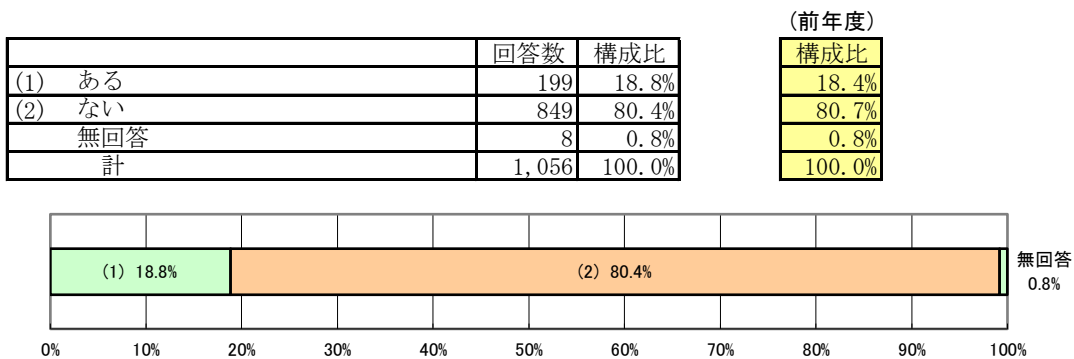 (前年度)
回答数 構成比 構成比
(1) ある 199 18.8% 18.4%
(2) ない 849 80.4% 80.7%
無回答 8 0.8% 0.8%
計 1,056 100.0% 100.0%
(1) 18.8% (2) 80.4% 無回答
0.8%
0% 10% 20% 30% 40% 50% 60% 70% 80% 90% 100%